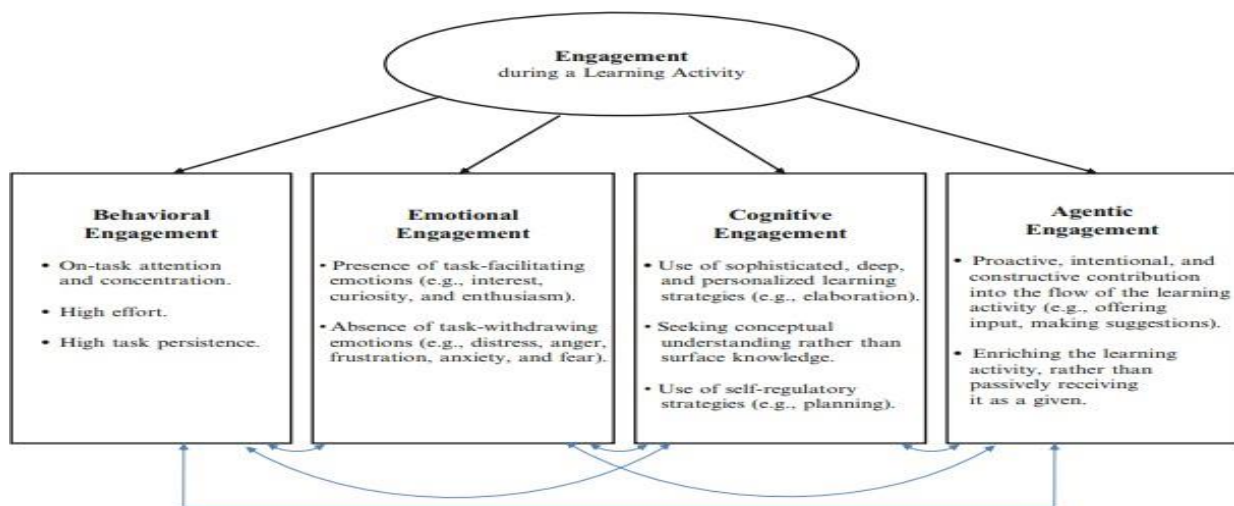 Engagement
during a Learning Activity
Behavioral
Engagement
• On-task attention
and concentration.
• High effort.
• High task persistence.
Emotional
Engagement
• Presence of task-facilitating
emotions (e.g., interest,
curiosity, and enthusiasm).
• Absence of task-withdrawing
emotions (e.g., distress, anger,
frustration, anxiety, and fear).
Cognitive
Engagement
• Use of sophisticated, deep,
and personalized learning
strategies (e.g., elaboration).
• Seeking conceptual
understanding rather than
surface knowledge.
• Use of self-regulatory
strategies (e.g., planning).
Agentic
Engagement
• Proactive, intentional, and
constructive contribution
into the flow of the learning
activity (e.g., offering
input, making suggestions).
• Enriching the learning
activity, rather than
passively receiving
it as a given.